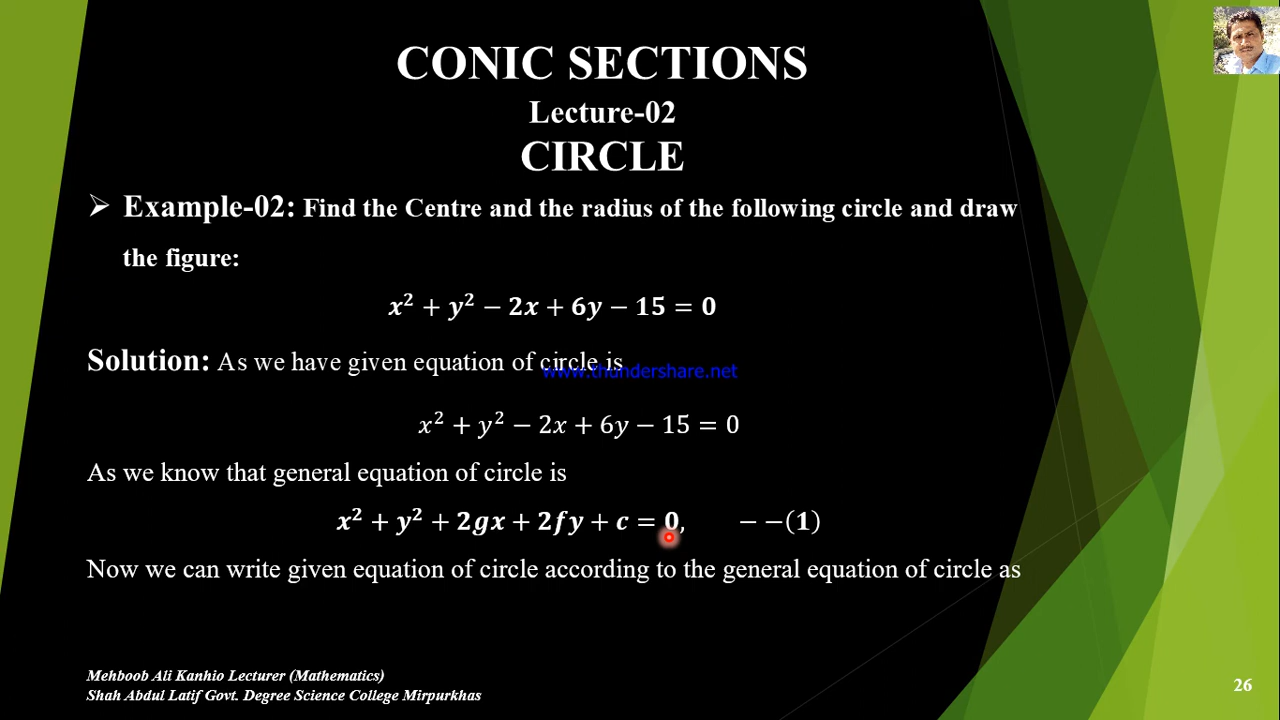 CONIC SECTIONS
Lecture-02
CIRCLE
➢ Example-02: Find the Centre and the radius of the following circle and draw
the figure:
x² + y² − 2x + 6y − 15 = 0
Solution: As we have given equation of circle is
www.thundershare.net
x² + y² − 2x + 6y − 15 = 0
As we know that general equation of circle is
x² + y² + 2gx + 2fy + c = 0, − −(1)
Now we can write given equation of circle according to the general equation of circle as
Mehboob Ali Kanhio Lecturer (Mathematics)
Shah Abdul Latif Govt. Degree Science College Mirpurkhas
26